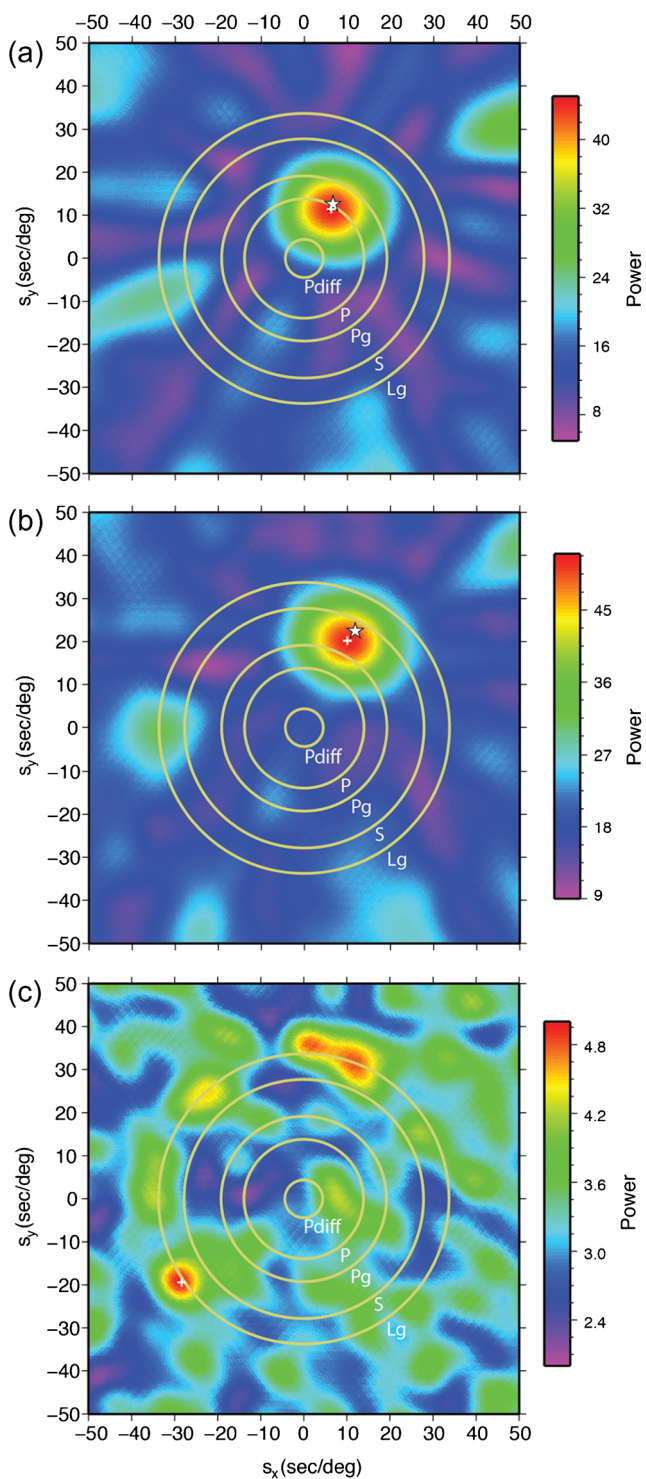 −50 −40 −30 −20 −10 0 10 20 30 40 50
(a)
50
40
30
20
10
0
−10
−20
−30
−40
−50
sy(sec/deg)
Pdiff
P
Pg
S
Lg
40
32
24
16
8
Power
(b)
50
40
30
20
10
0
−10
−20
−30
−40
−50
sy(sec/deg)
Pdiff
P
Pg
S
Lg
45
36
27
18
9
Power
(c)
50
40
30
20
10
0
−10
−20
−30
−40
−50
sy(sec/deg)
Pdiff
P
Pg
S
Lg
4.8
4.2
3.6
3.0
2.4
Power
−50 −40 −30 −20 −10 0 10 20 30 40 50
sx(sec/deg)